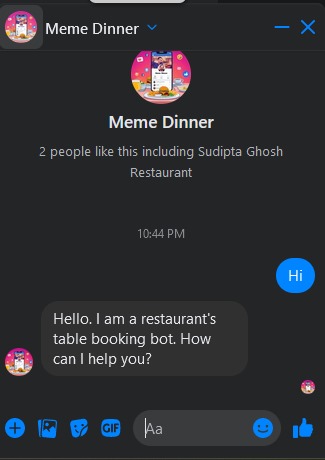 Meme Dinner
Meme Dinner
2 people like this including Sudipta Ghosh
Restaurant
10:44 PM
Hi
Hello. I am a restaurant's
table booking bot. How
can I help you?
GIF
Aa